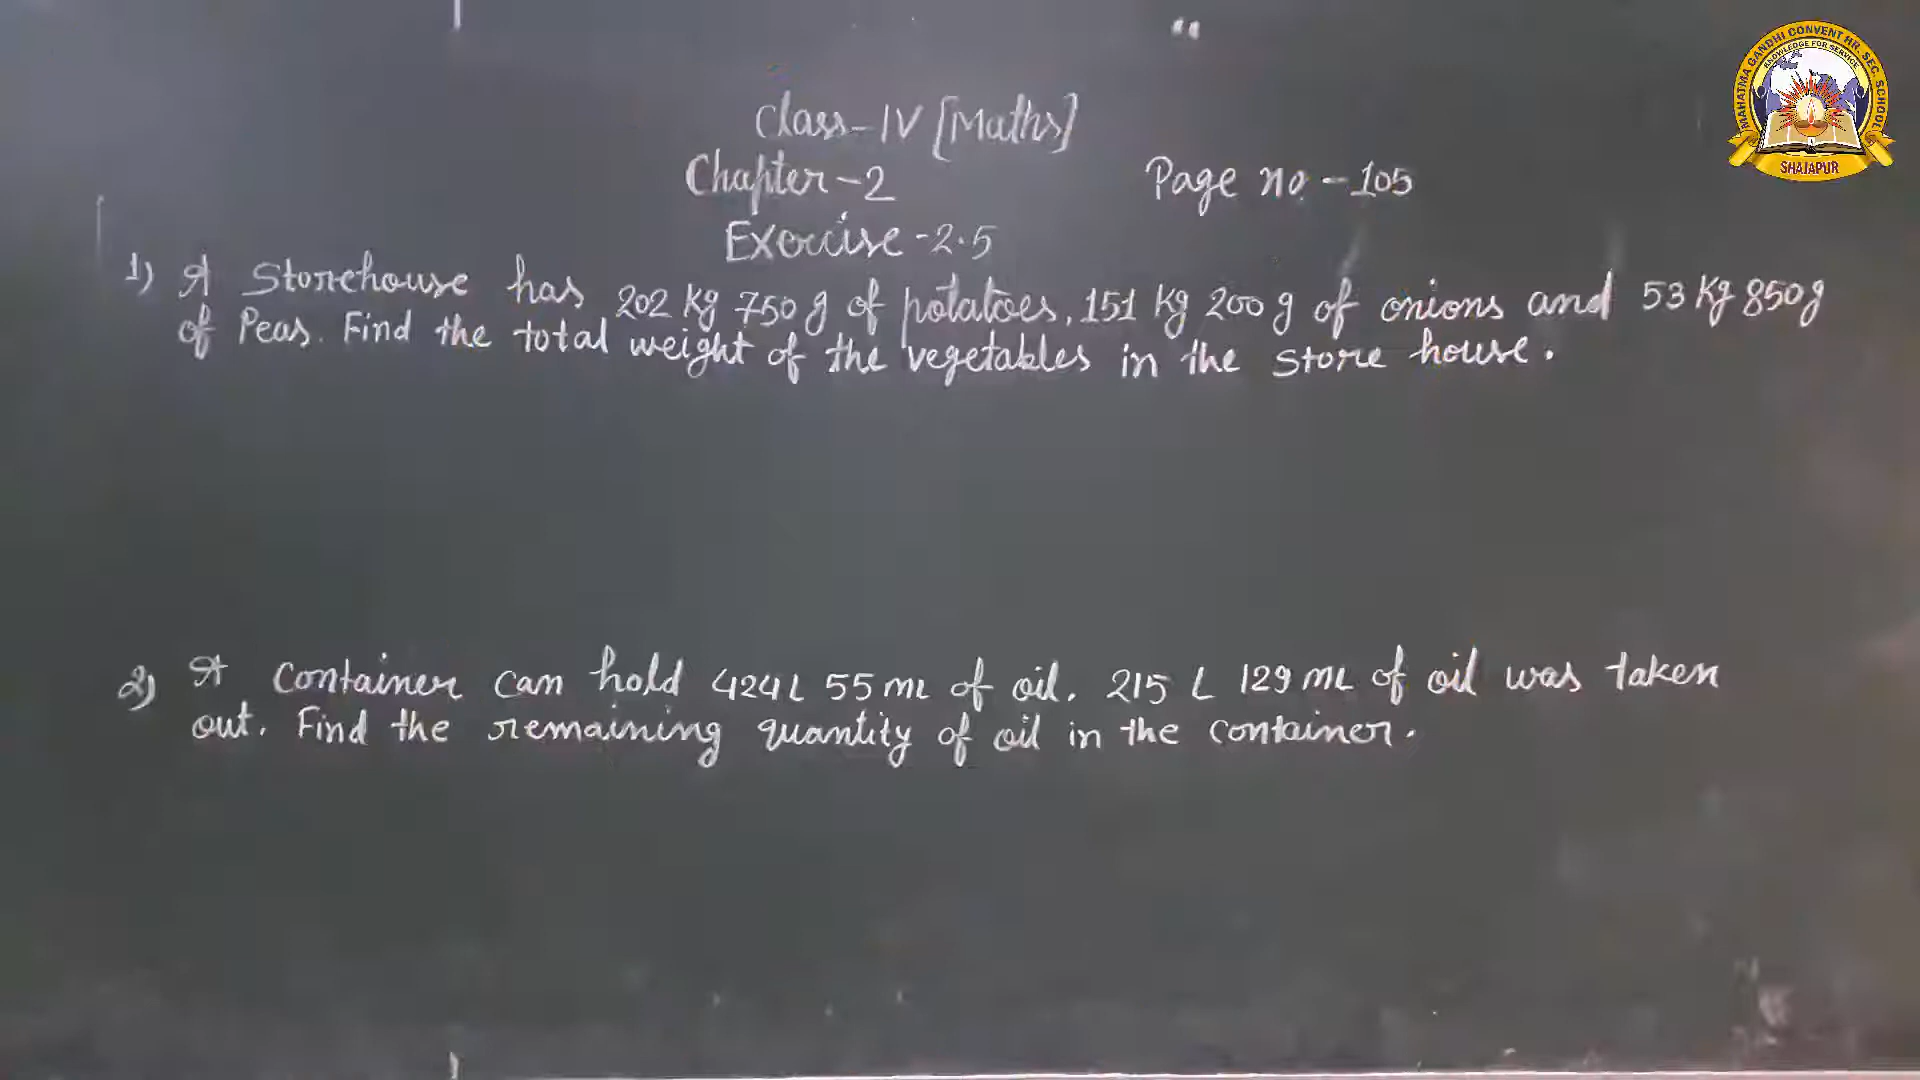 MAHATMA GANDHI CONVENT HR. SEC. SCHOOL
KNOWLEDGE FOR SERVICE
SHAJAPUR
Class-IV [Maths]
Chapter-2 Page no-105
Exercise-2.5
1) A Storehouse has 202 Kg 750 g of potatoes, 151 Kg 200 g of onions and 53 Kg 850g
of Peas. Find the total weight of the vegetables in the store house.
2) A container can hold 424L 55 mL of oil. 215 L 129 mL of oil was taken
out. Find the remaining quantity of oil in the container.